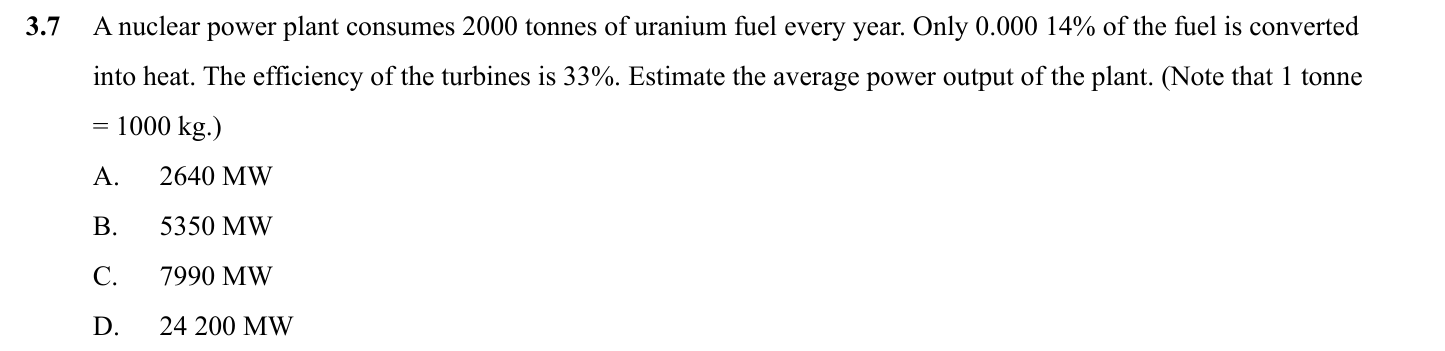 3.7 A nuclear power plant consumes 2000 tonnes of uranium fuel every year. Only 0.000 14% of the fuel is converted
into heat. The efficiency of the turbines is 33%. Estimate the average power output of the plant. (Note that 1 tonne
= 1000 kg.)
A. 2640 MW
B. 5350 MW
C. 7990 MW
D. 24 200 MW